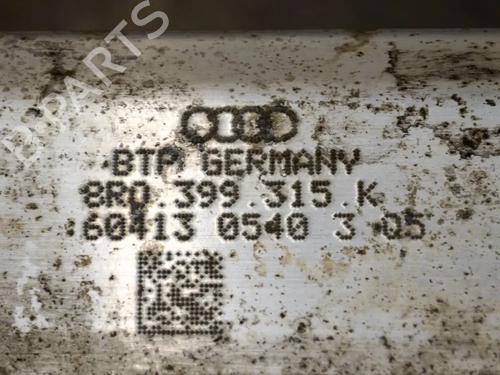 B-PARTS
BTP GERMANY
8R0.399.315.K
60413 0540 3 05